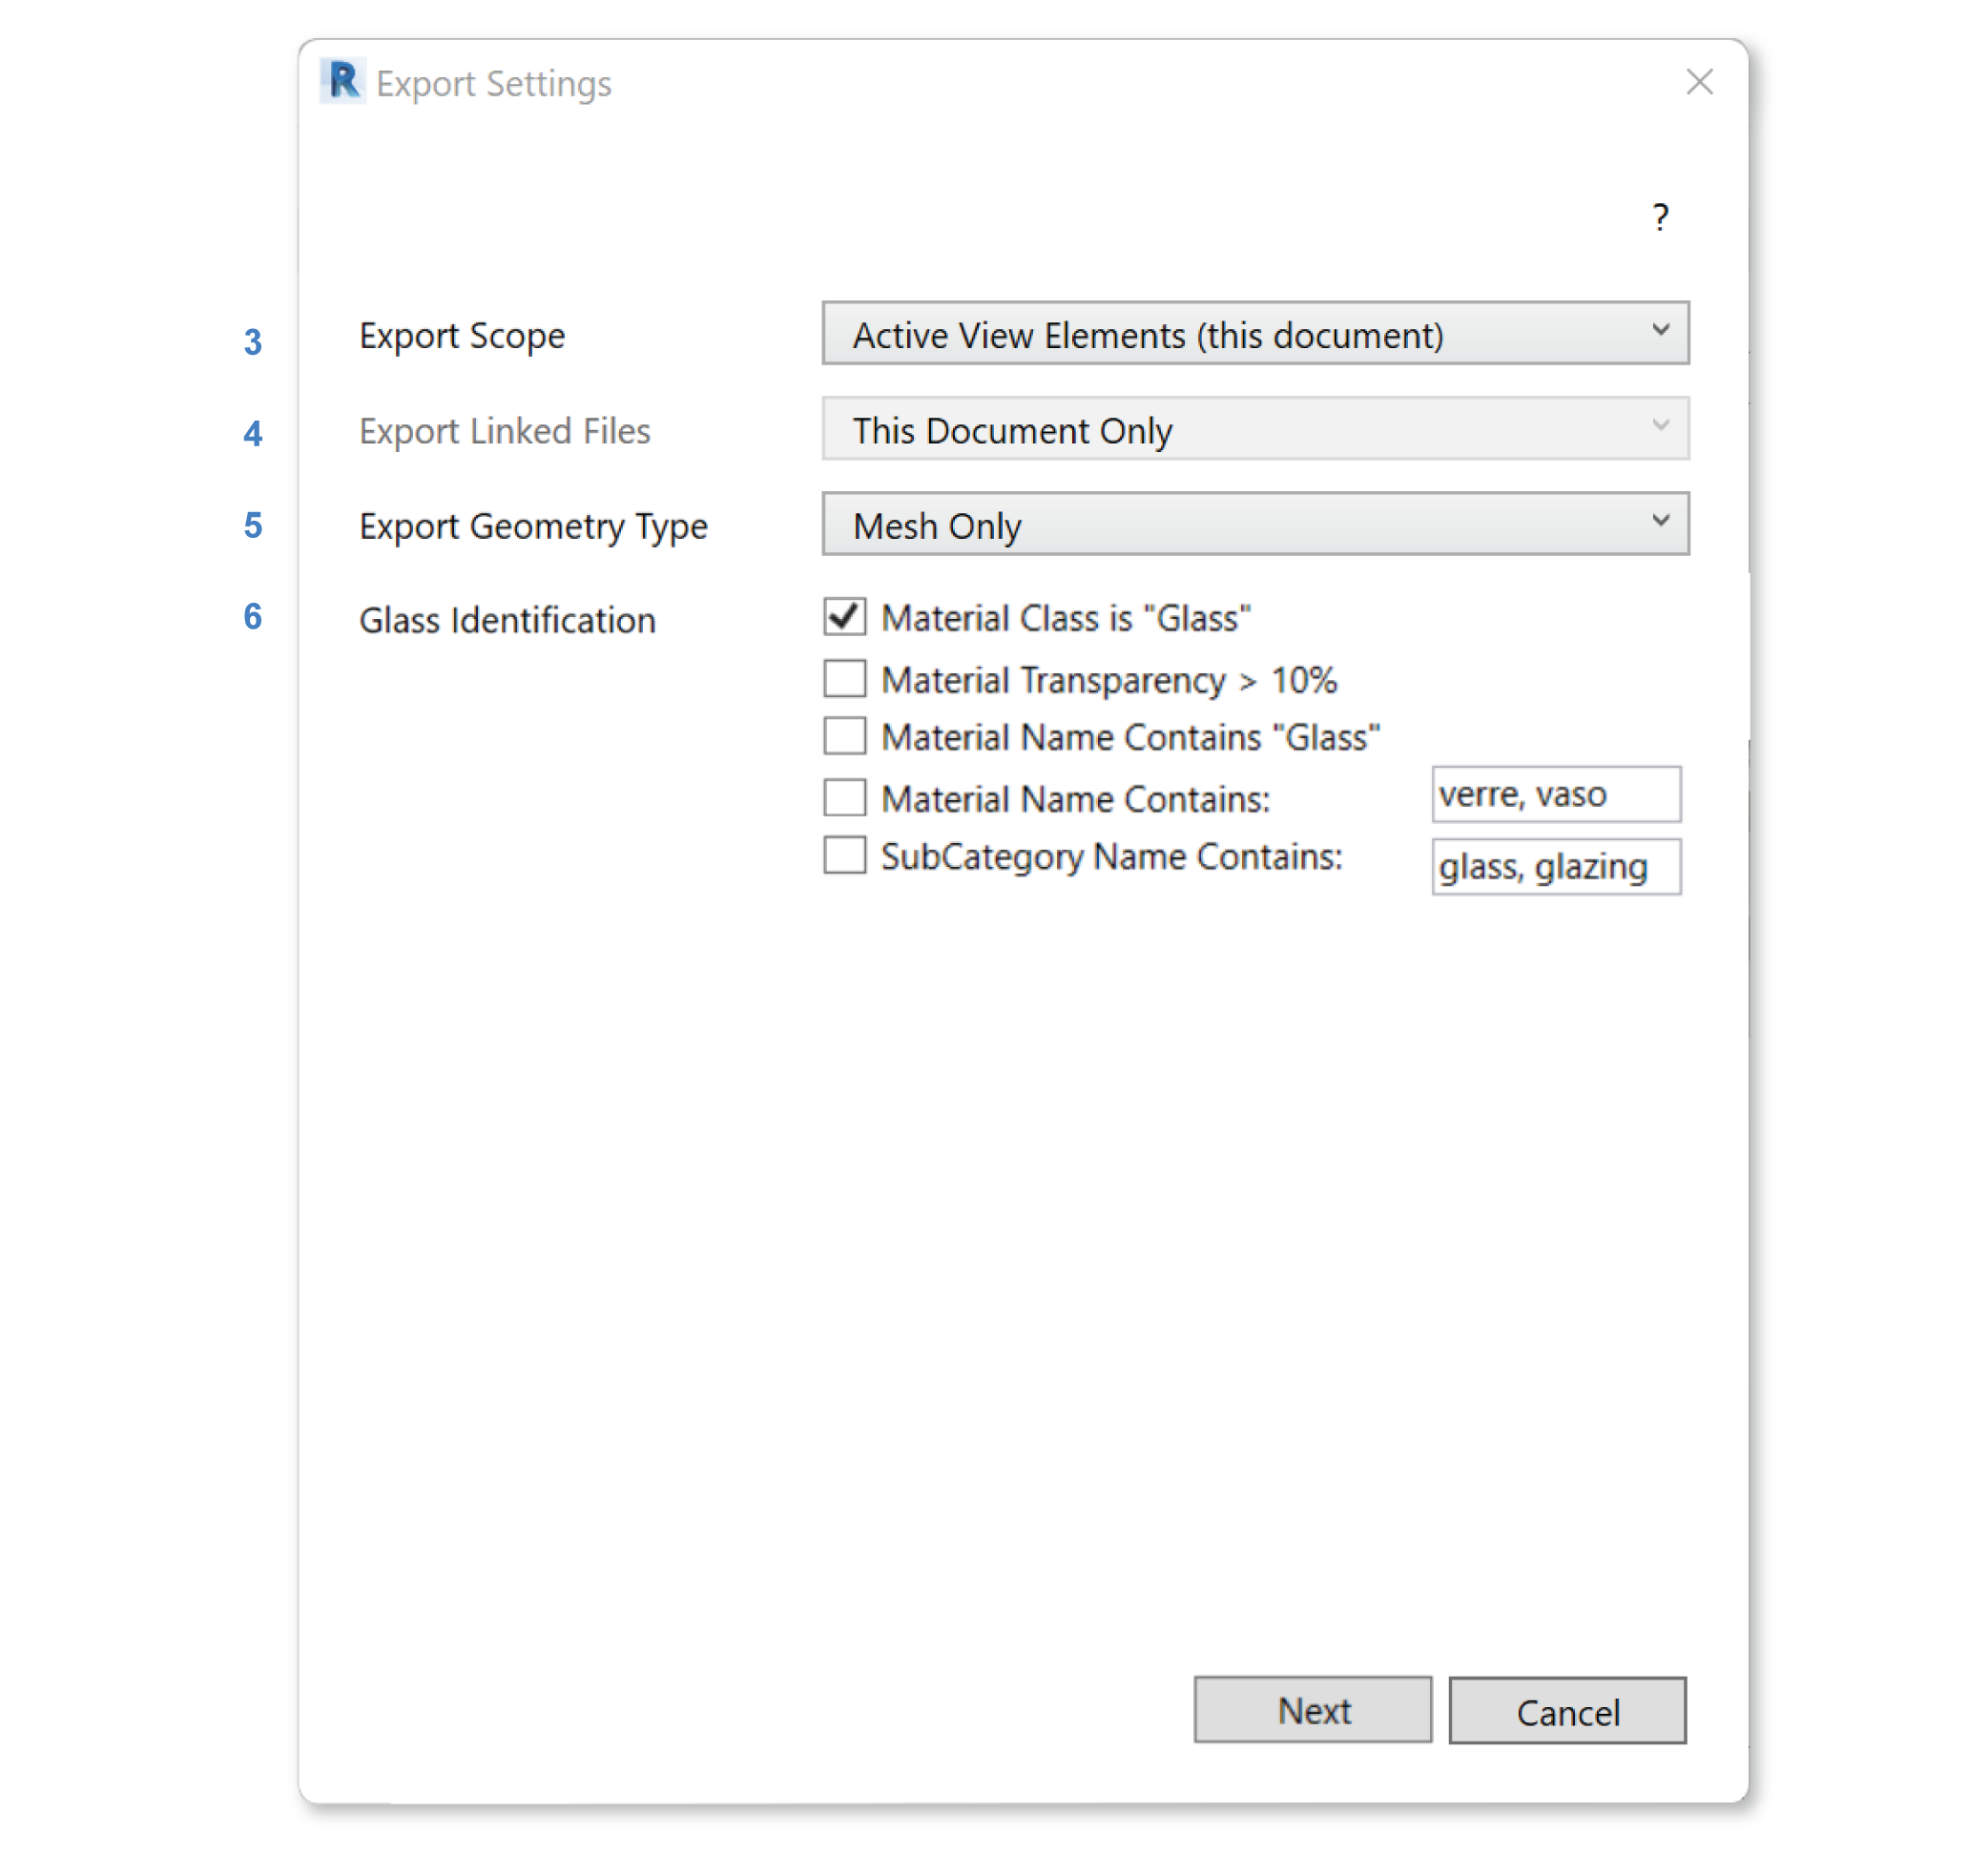 R Export Settings
?
3 Export Scope Active View Elements (this document)
4 Export Linked Files This Document Only
5 Export Geometry Type Mesh Only
6 Glass Identification Material Class is "Glass"
Material Transparency > 10%
Material Name Contains "Glass"
Material Name Contains: verre, vaso
SubCategory Name Contains: glass, glazing
Next Cancel